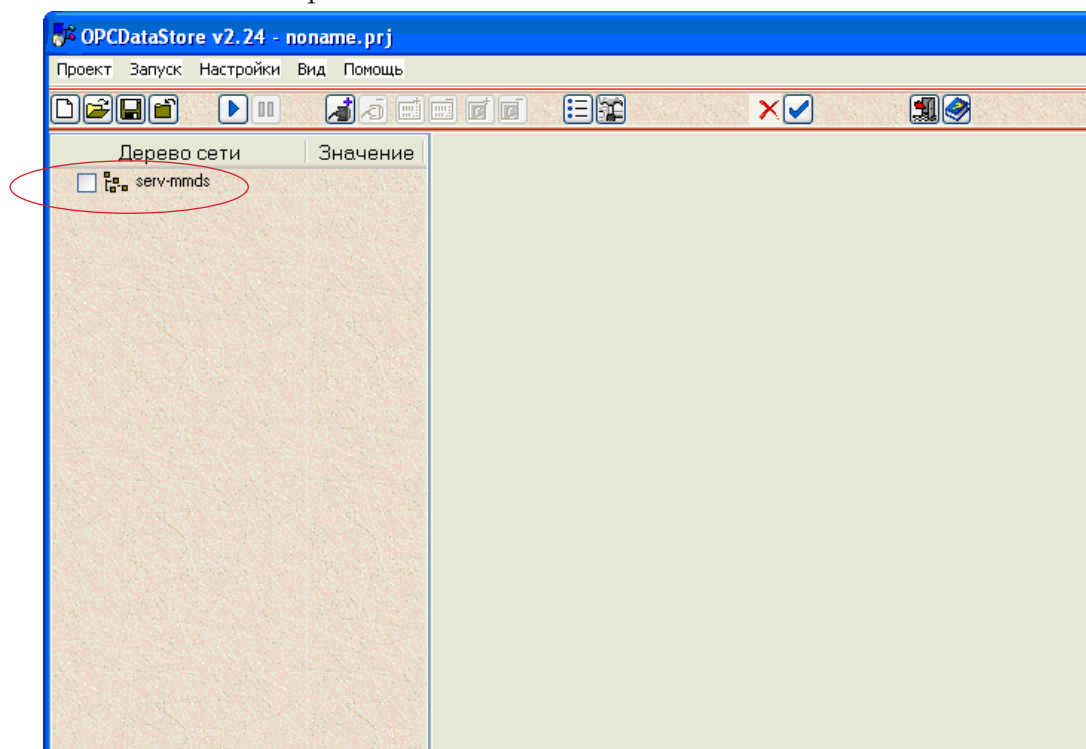 OPCDataStore v2.24 - noname.prj
Проект Запуск Настройки Вид Помощь
Дерево сети Значение
serv-mmds